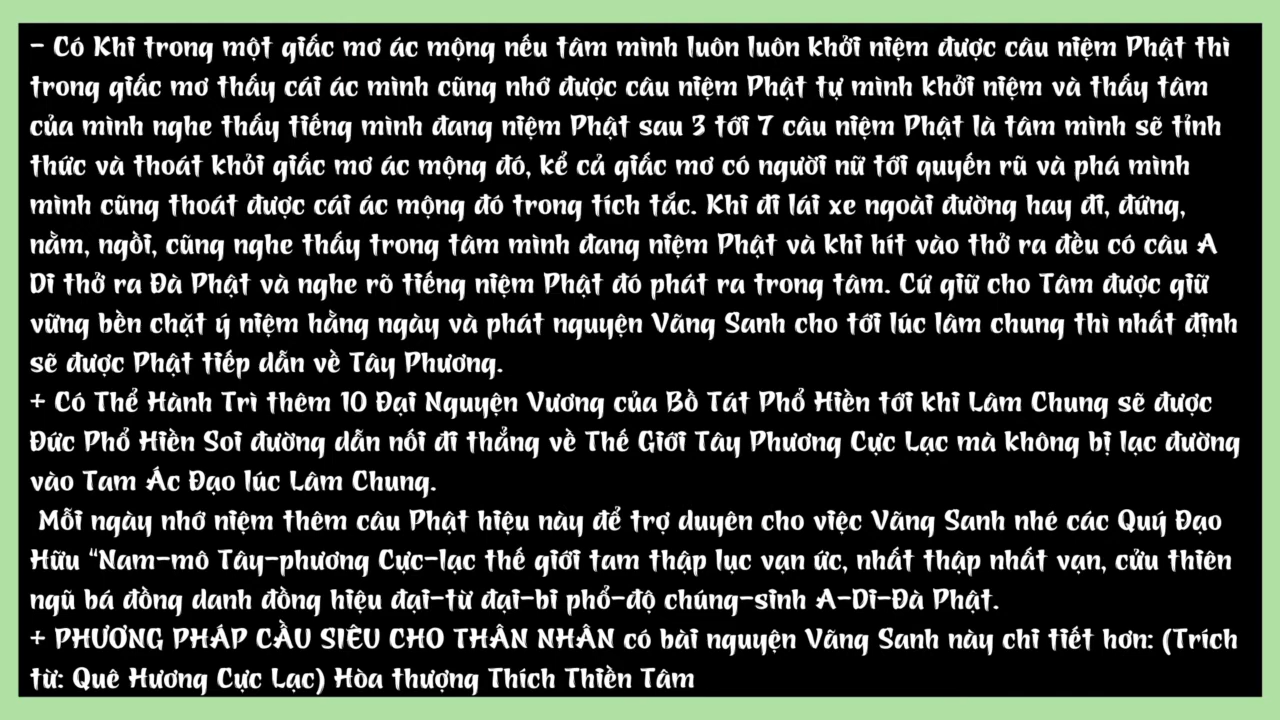 - Có Khi trong một giấc mơ ác mộng nếu tâm mình luôn luôn khởi niệm được câu niệm Phật thì
trong giấc mơ thấy cái ác mình cũng nhớ được câu niệm Phật tự mình khởi niệm và thấy tâm
của mình nghe thấy tiếng mình đang niệm Phật sau 3 tới 7 câu niệm Phật là tâm mình sẽ tỉnh
thức và thoát khỏi giấc mơ ác mộng đó, kể cả giấc mơ có người nữ tới quyến rũ và phá mình
mình cũng thoát được cái ác mộng đó trong tích tắc. Khi đi lái xe ngoài đường hay đi, đứng,
nằm, ngồi, cũng nghe thấy trong tâm mình đang niệm Phật và khi hít vào thở ra đều có câu A
Di thở ra Đà Phật và nghe rõ tiếng niệm Phật đó phát ra trong tâm. Cứ giữ cho Tâm được giữ
vững bền chặt ý niệm hằng ngày và phát nguyện Vãng Sanh cho tới lúc lâm chung thì nhất định
sẽ được Phật tiếp dẫn về Tây Phương.
+ Có Thể Hành Trì thêm 10 Đại Nguyện Vương của Bồ Tát Phổ Hiền tới khi Lâm Chung sẽ được
Đức Phổ Hiền Soi đường dẫn nối đi thẳng về Thế Giới Tây Phương Cực Lạc mà không bị lạc đường
vào Tam Ác Đạo lúc Lâm Chung.
Mỗi ngày nhớ niệm thêm câu Phật hiệu này để trợ duyên cho việc Vãng Sanh nhé các Quý Đạo
Hữu “Nam-mô Tây-phương Cực-lạc thế giới tam thập lục vạn ức, nhất thập nhất vạn, cửu thiên
ngũ bá đồng danh đồng hiệu đại-từ đại-bi phổ-độ chúng-sinh A-Di-Đà Phật.
+ PHƯƠNG PHÁP CẦU SIÊU CHO THÂN NHÂN có bài nguyện Vãng Sanh này chi tiết hơn: (Trích
từ: Quê Hương Cực Lạc) Hòa thượng Thích Thiền Tâm